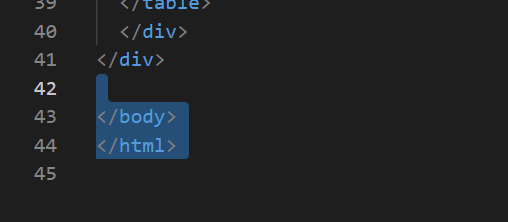 39 </table>
40 </div>
41 </div>
42
43 </body>
44 </html>
45